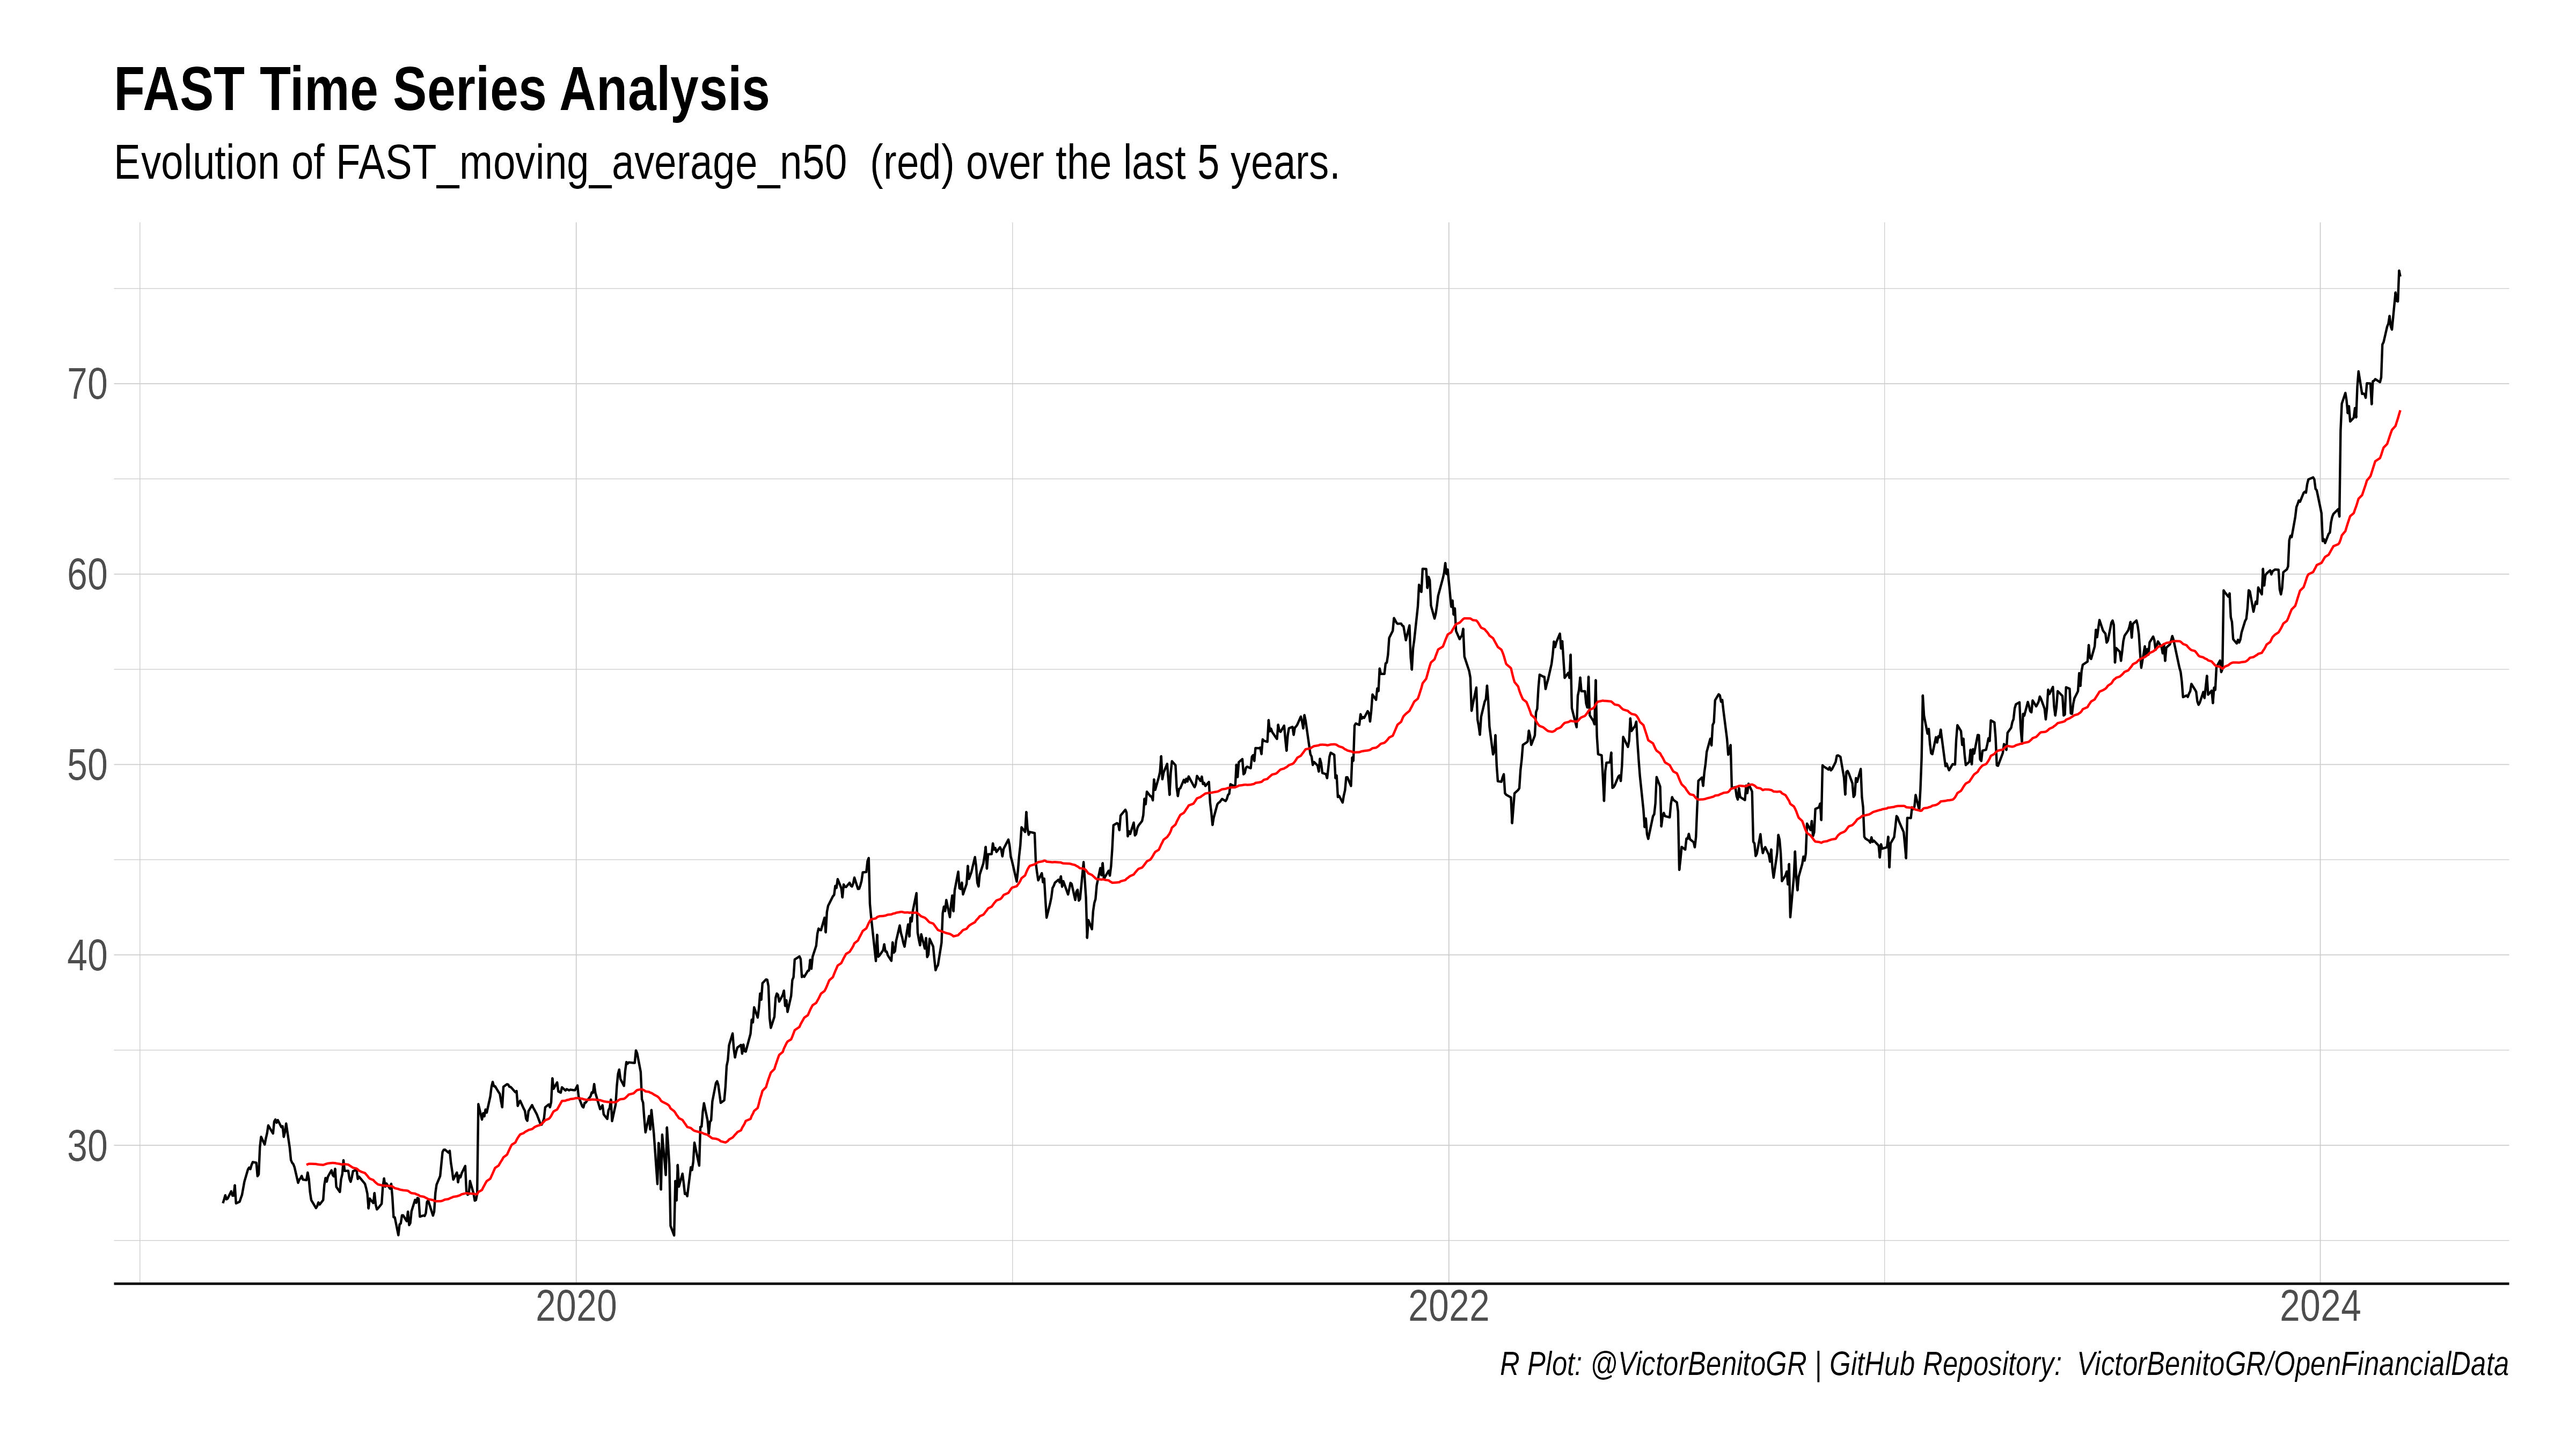 FAST Time Series Analysis
Evolution of FAST_moving_average_n50  (red) over the last 5 years.
70
60
50
40
30
2020 2022 2024
R Plot: @VictorBenitoGR | GitHub Repository:  VictorBenitoGR/OpenFinancialData